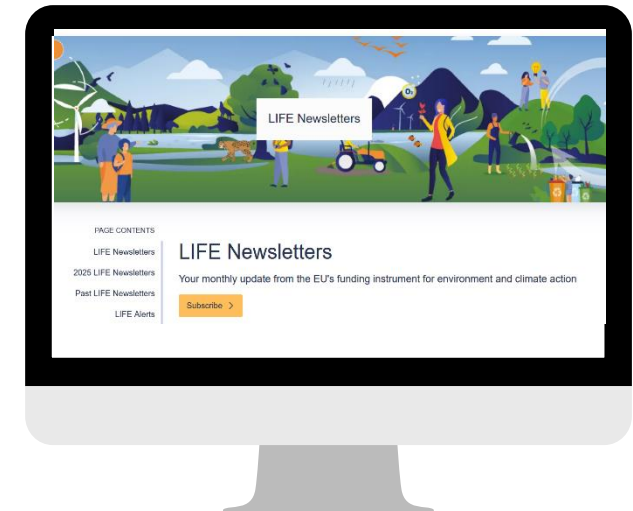 O₃
LIFE Newsletters
PAGE CONTENTS
LIFE Newsletters
2025 LIFE Newsletters
Past LIFE Newsletters
LIFE Alerts
LIFE Newsletters
Your monthly update from the EU's funding instrument for environment and climate action
Subscribe >